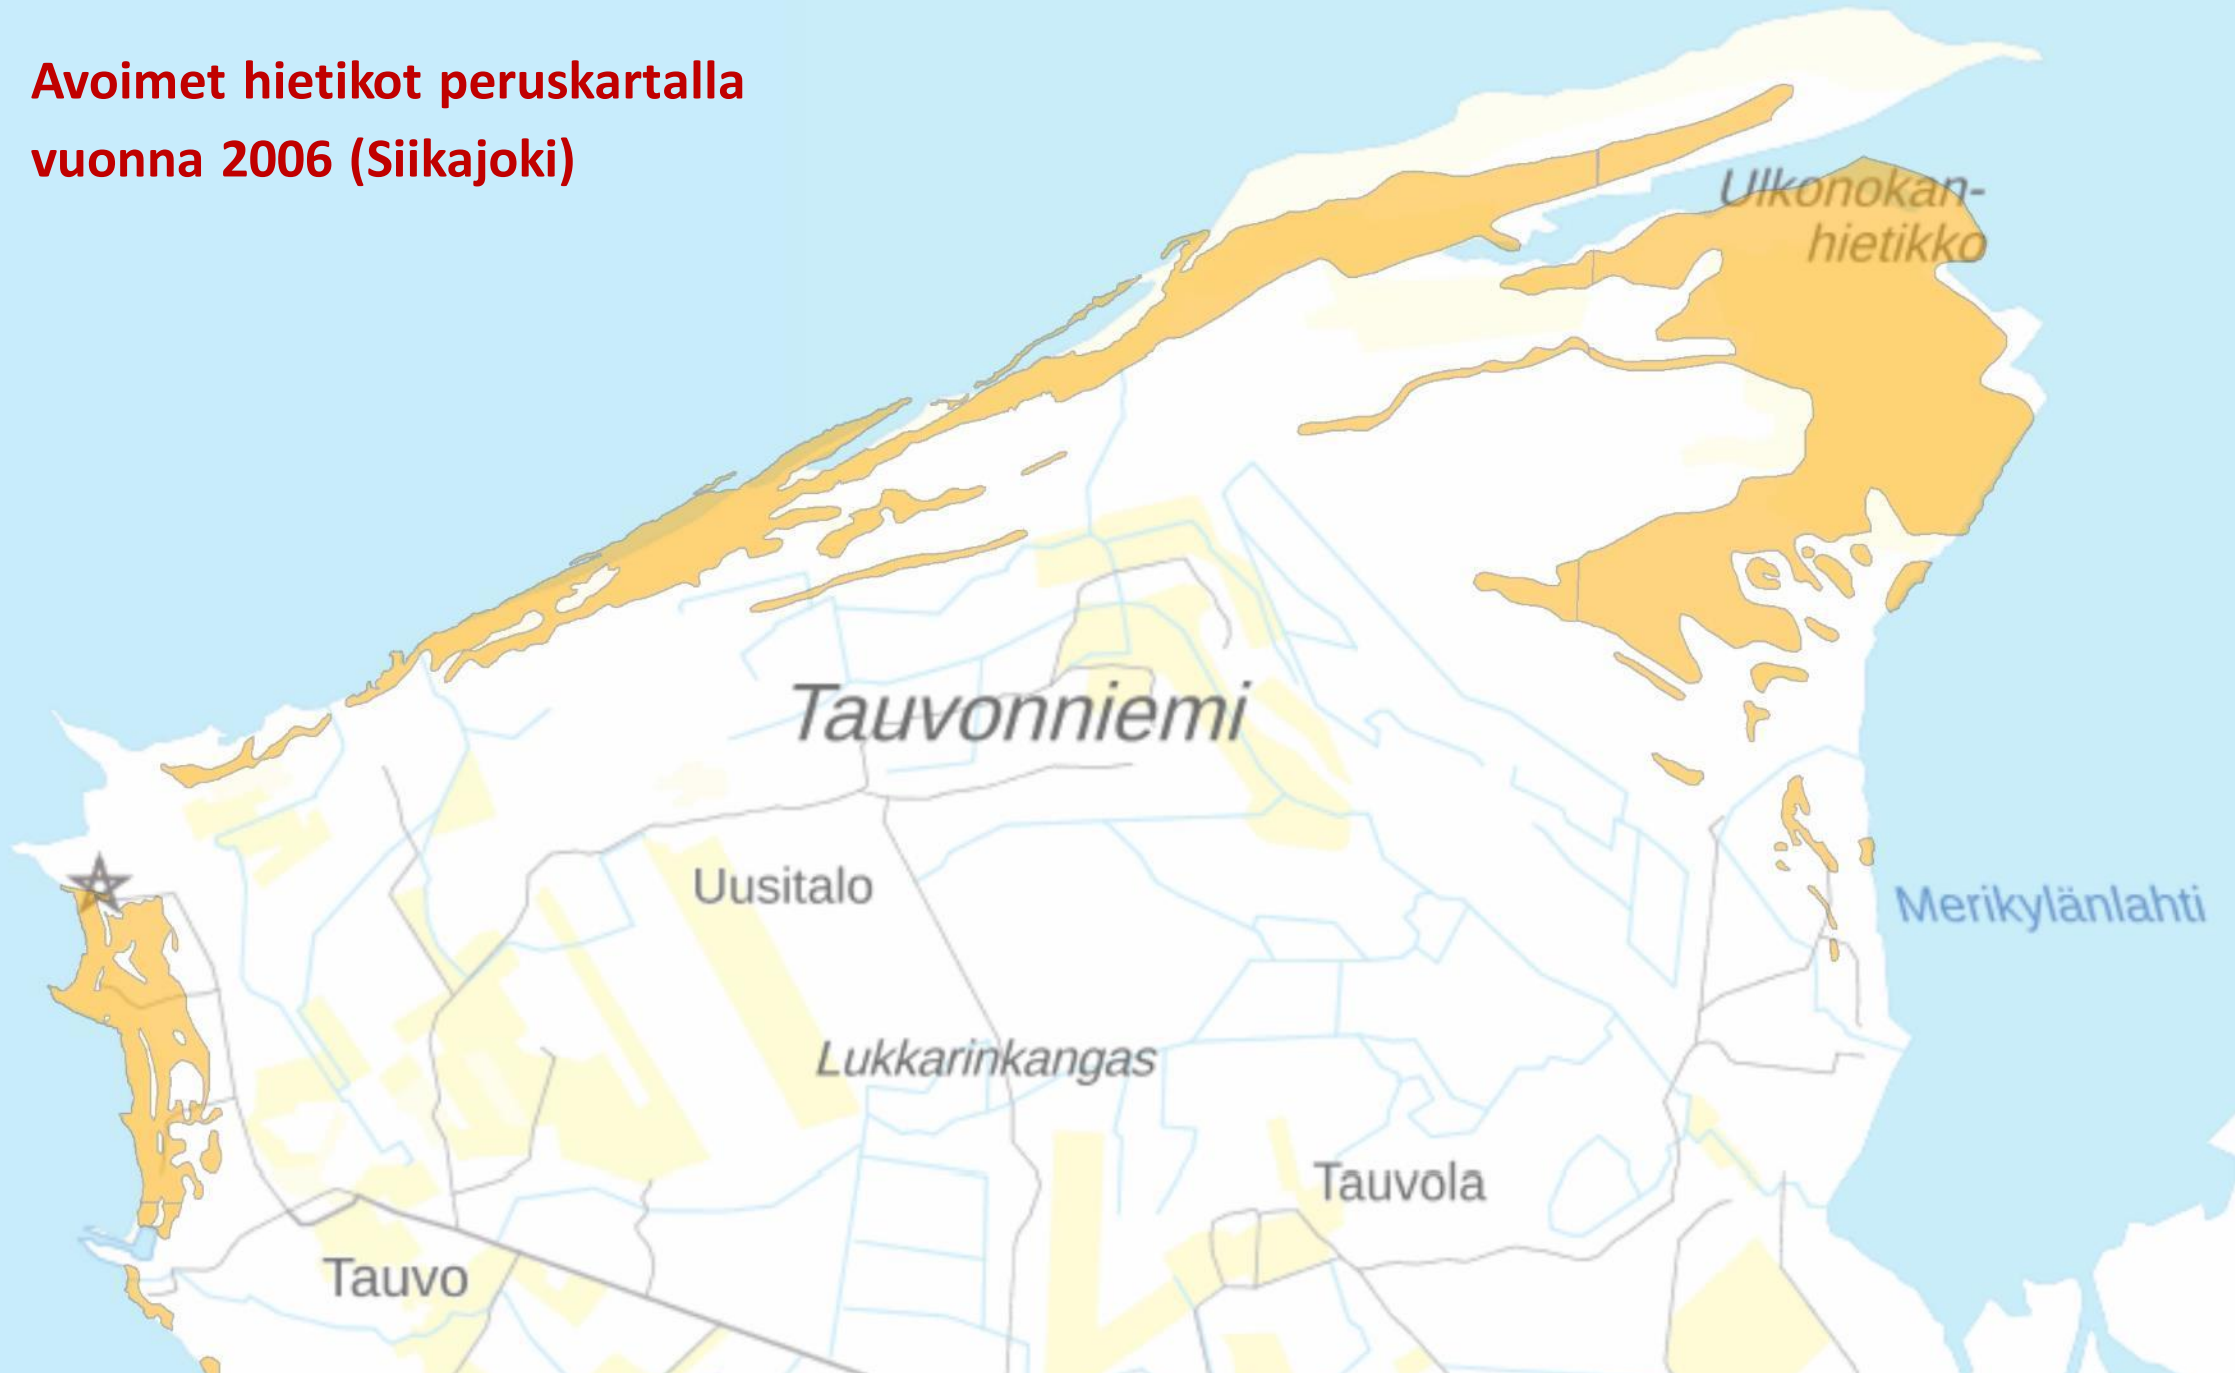 Avoimet hietikot peruskartalla
vuonna 2006 (Siikajoki)
Ulkonokan-
hietikko
Tauvonniemi
Uusitalo
Merikylänlahti
Lukkarinkangas
Tauvola
Tauvo